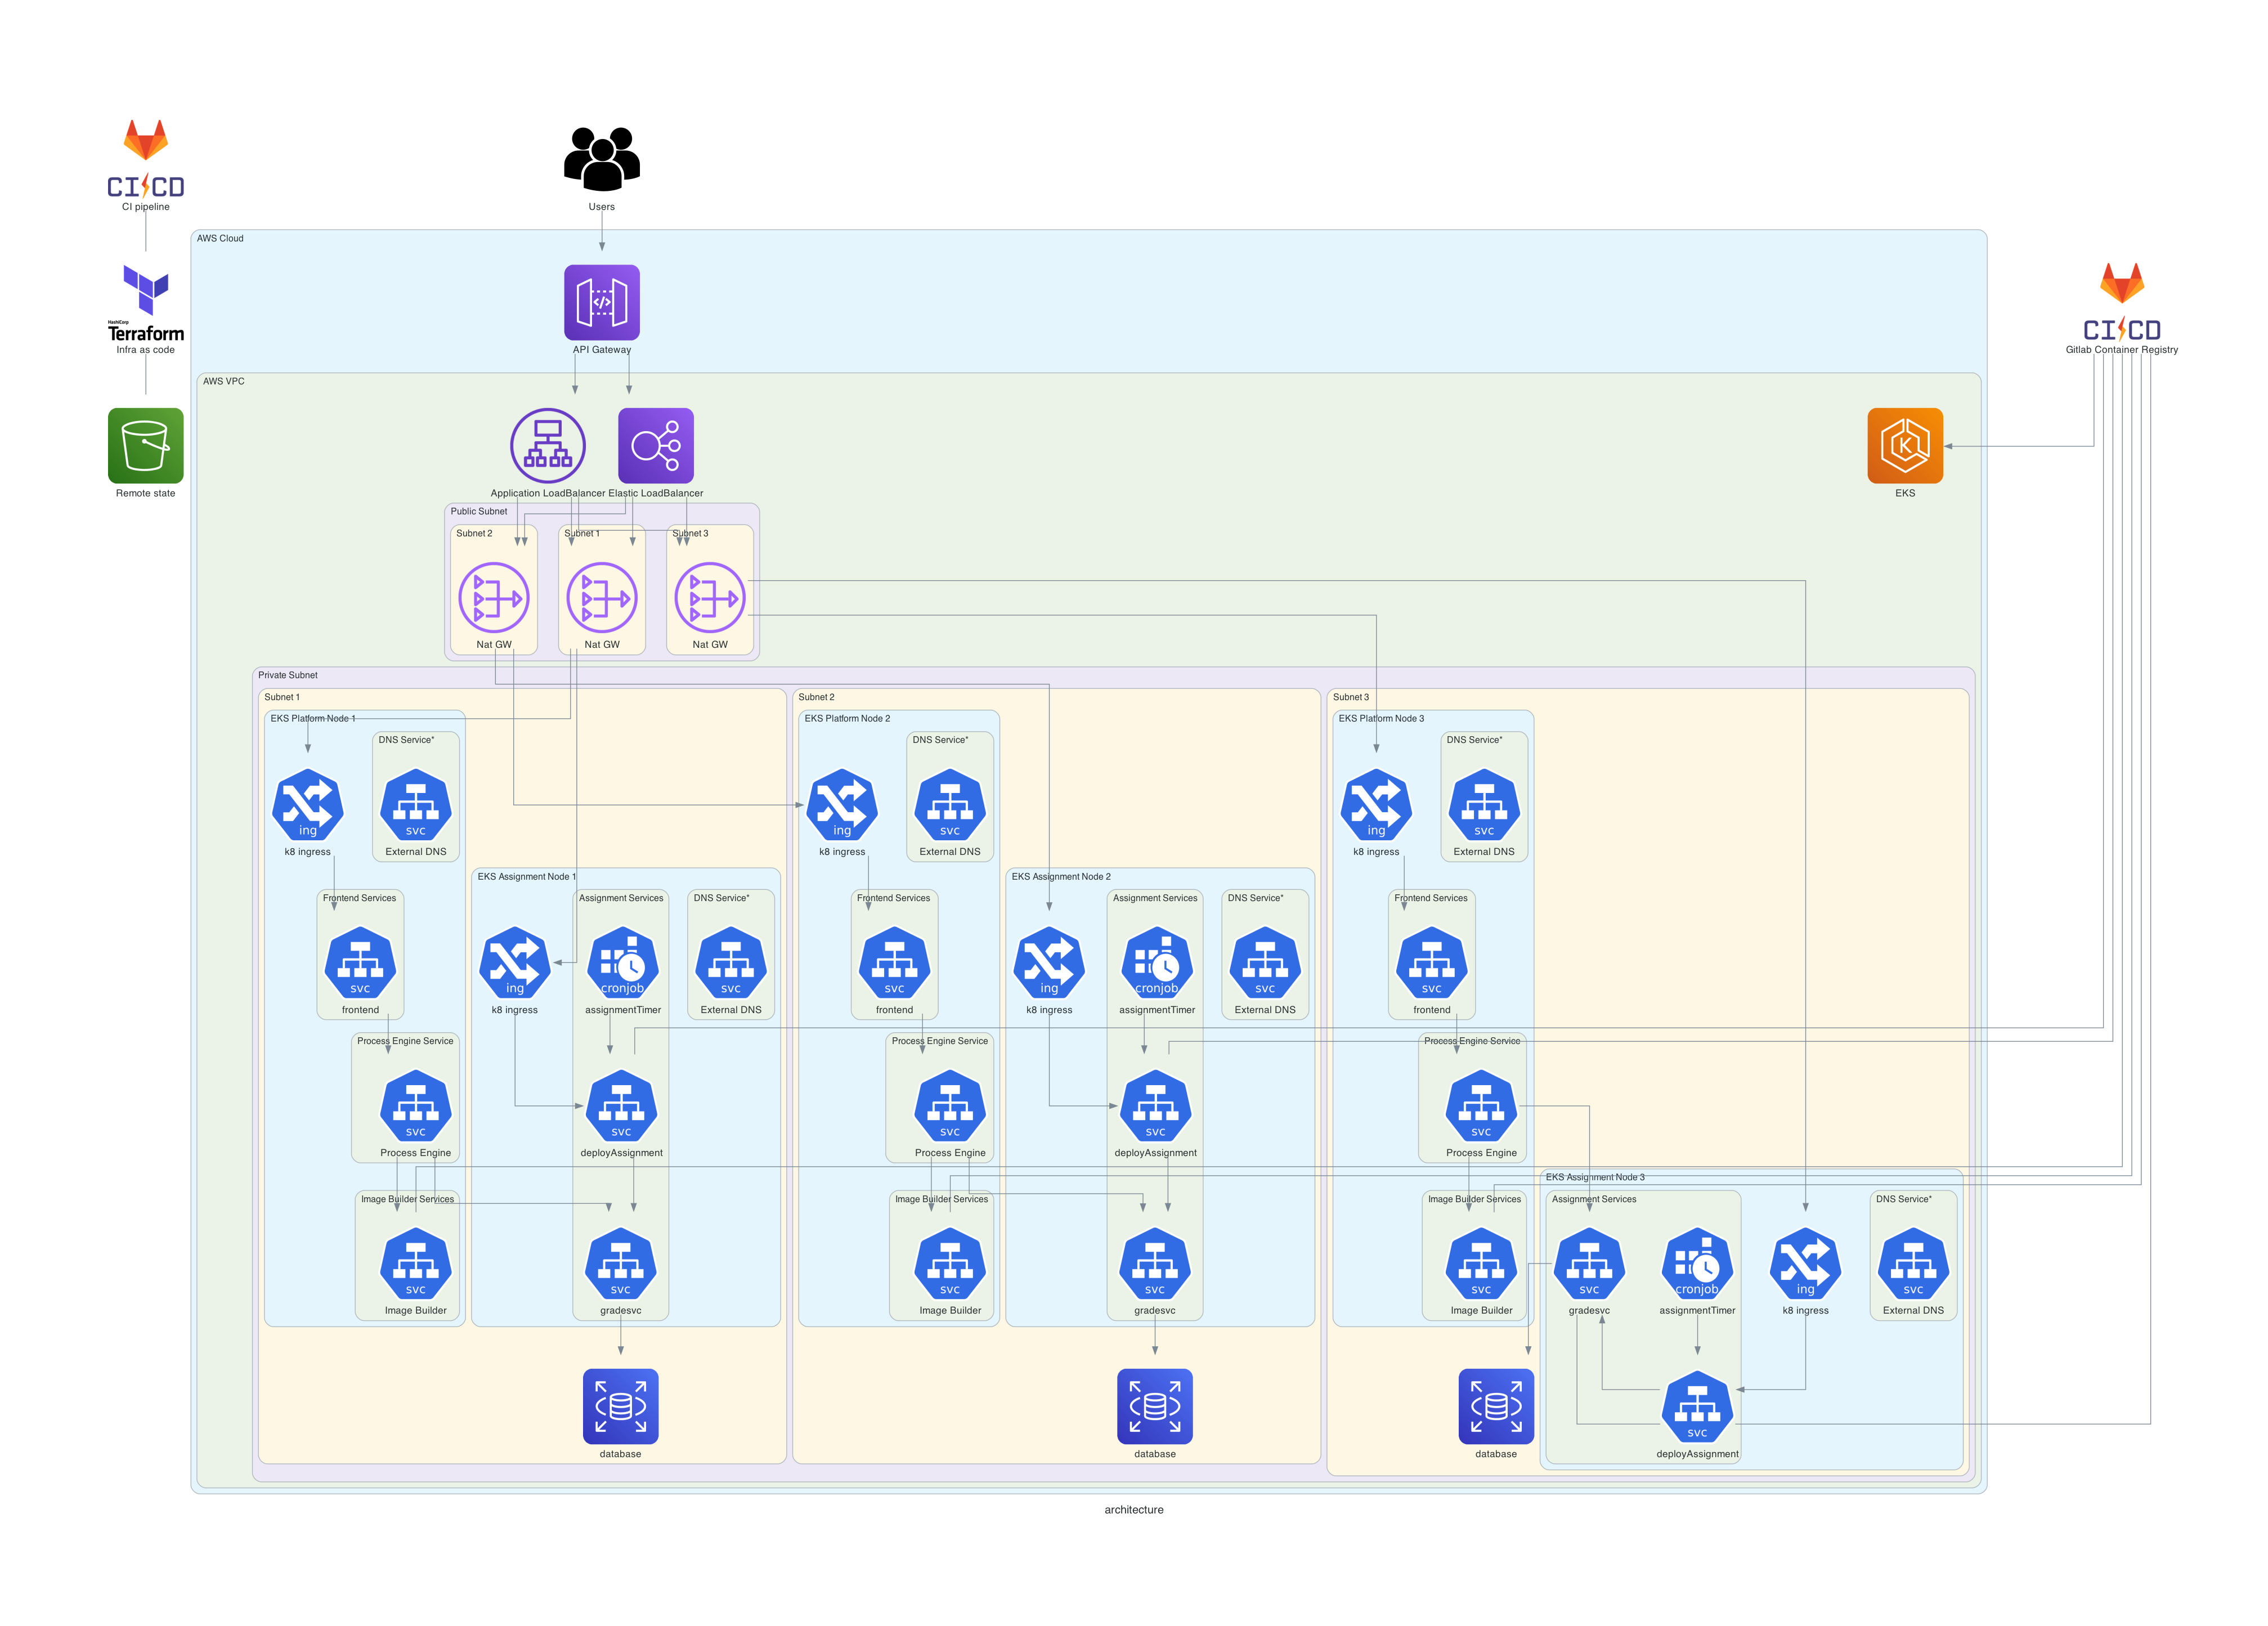 CI CD
CI pipeline
Users
AWS Cloud
HashiCorp
Terraform
Infra as code
API Gateway
CI CD
Gitlab Container Registry
AWS VPC
Remote state
Application LoadBalancer
Elastic LoadBalancer
EKS
Public Subnet
Subnet 2
Subnet 1
Subnet 3
Nat GW
Nat GW
Nat GW
Private Subnet
Subnet 1
EKS Platform Node 1
DNS Service*
ing
k8 ingress
svc
External DNS
Frontend Services
svc
frontend
Process Engine Service
svc
Process Engine
Image Builder Services
svc
Image Builder
EKS Assignment Node 1
ing
k8 ingress
Assignment Services
cronjob
assignmentTimer
DNS Service*
svc
External DNS
svc
deployAssignment
svc
gradesvc
database
Subnet 2
EKS Platform Node 2
DNS Service*
ing
k8 ingress
svc
External DNS
Frontend Services
svc
frontend
Process Engine Service
svc
Process Engine
Image Builder Services
svc
Image Builder
EKS Assignment Node 2
ing
k8 ingress
Assignment Services
cronjob
assignmentTimer
DNS Service*
svc
External DNS
svc
deployAssignment
svc
gradesvc
database
Subnet 3
EKS Platform Node 3
DNS Service*
ing
k8 ingress
svc
External DNS
Frontend Services
svc
frontend
Process Engine Service
svc
Process Engine
Image Builder Services
svc
Image Builder
EKS Assignment Node 3
Assignment Services
svc
gradesvc
cronjob
assignmentTimer
ing
k8 ingress
DNS Service*
svc
External DNS
database
svc
deployAssignment
architecture